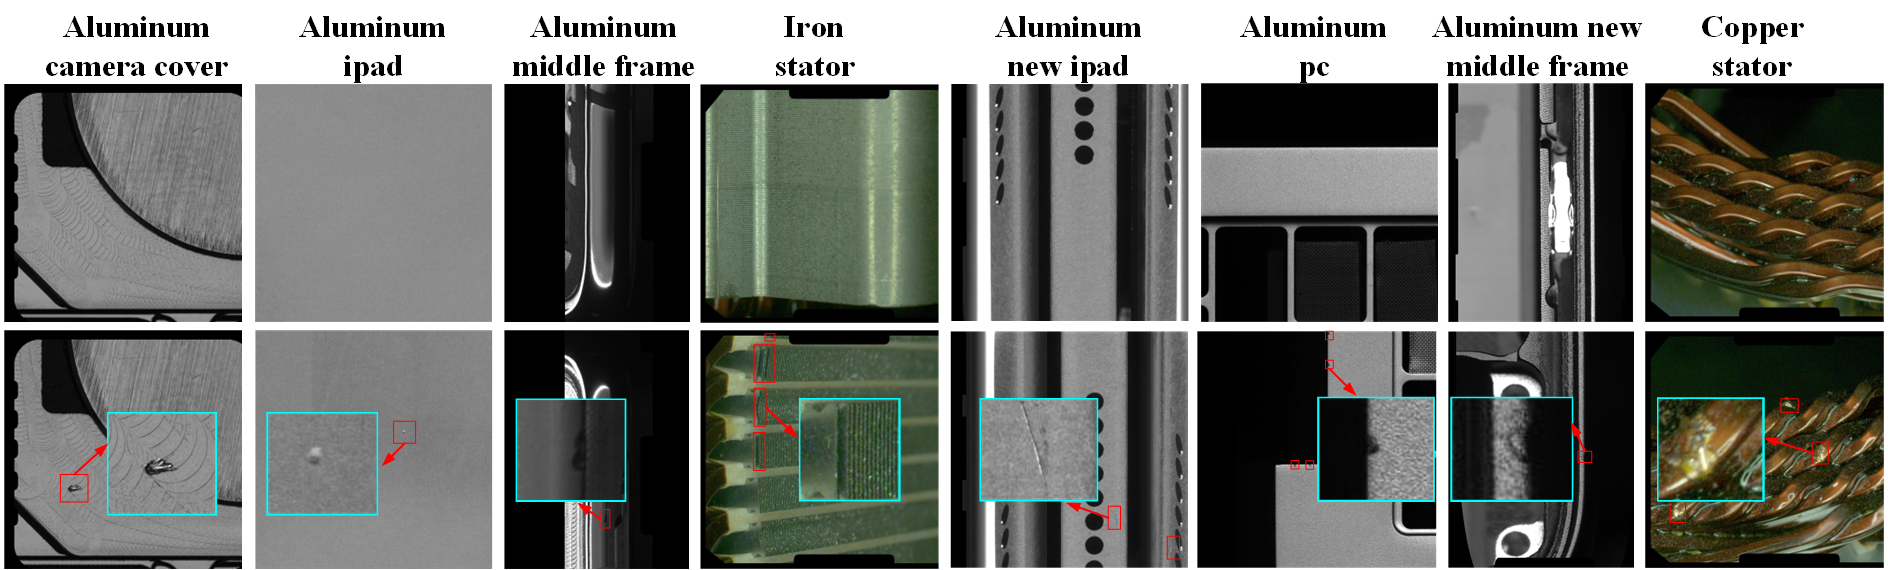 Aluminum
camera cover
Aluminum
ipad
Aluminum
middle frame
Iron
stator
Aluminum
new ipad
Aluminum
pc
Aluminum new
middle frame
Copper
stator